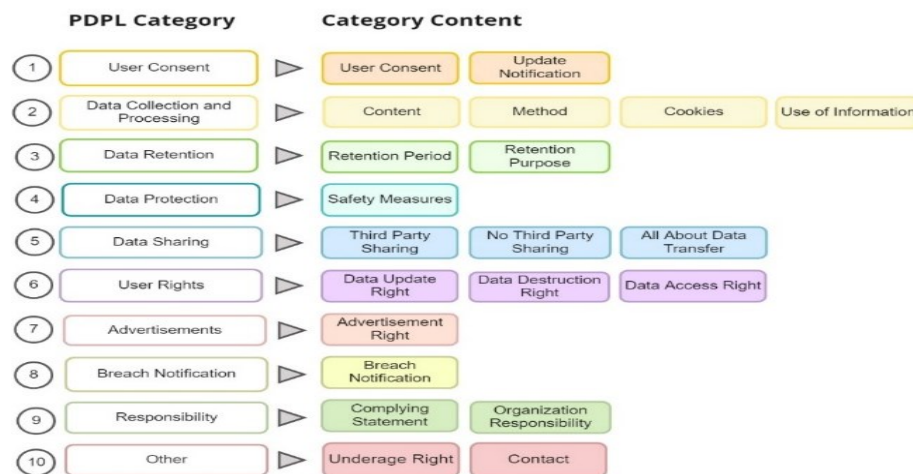 PDPL Category Category Content
1 User Consent User Consent Update Notification
2 Data Collection and Processing Content Method Cookies Use of Information
3 Data Retention Retention Period Retention Purpose
4 Data Protection Safety Measures
5 Data Sharing Third Party Sharing No Third Party Sharing All About Data Transfer
6 User Rights Data Update Right Data Destruction Right Data Access Right
7 Advertisements Advertisement Right
8 Breach Notification Breach Notification
9 Responsibility Complying Statement Organization Responsibility
10 Other Underage Right Contact